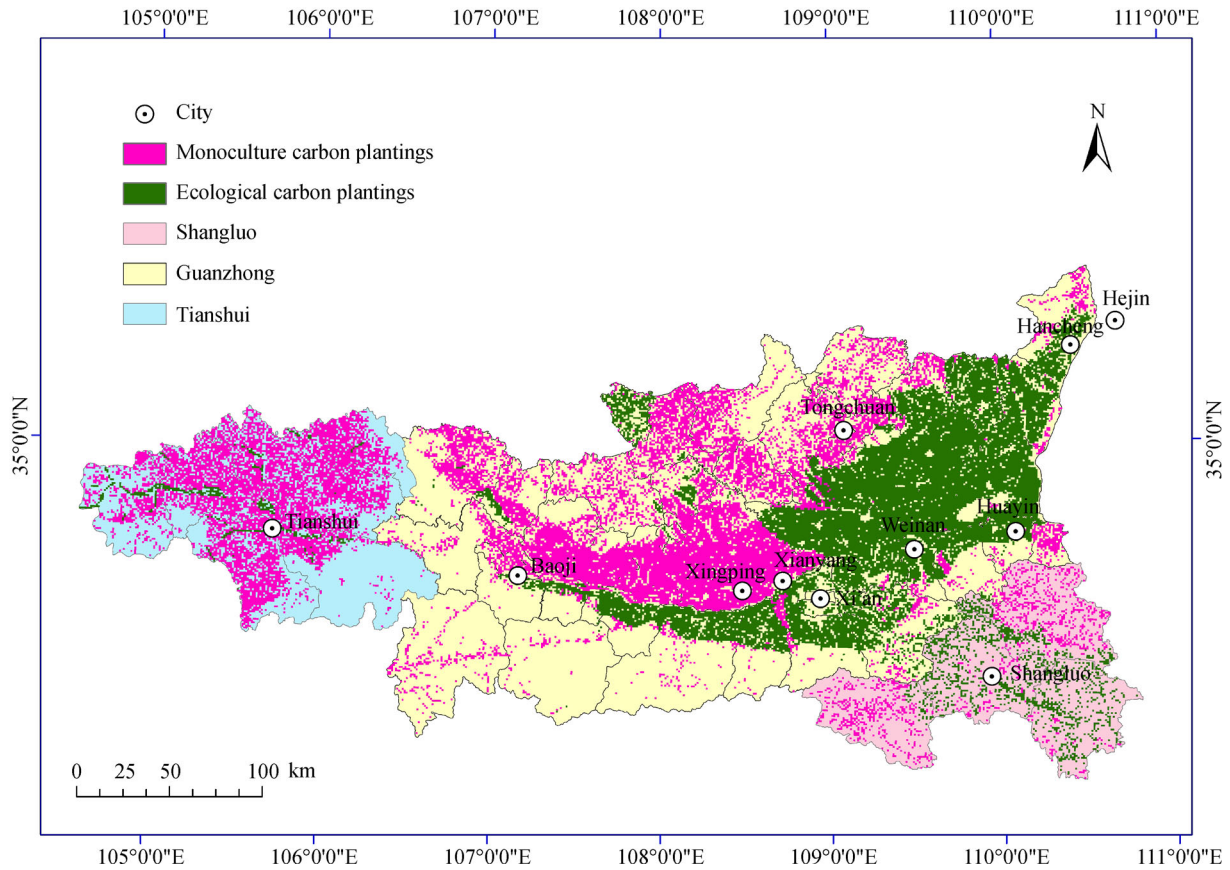 105°0'0"E 106°0'0"E 107°0'0"E 108°0'0"E 109°0'0"E 110°0'0"E 111°0'0"E
City
Monoculture carbon plantings
Ecological carbon plantings
Shangluo
Guanzhong
Tianshui
N
Hejin
Hancheng
Tongchuan
35°0'0"N
35°0'0"N
Huayin
Tianshui
Weinan
Baoji
Xianyang
Xingping
Xi'an
Shangluo
0 25 50 100 km
105°0'0"E 106°0'0"E 107°0'0"E 108°0'0"E 109°0'0"E 110°0'0"E 111°0'0"E